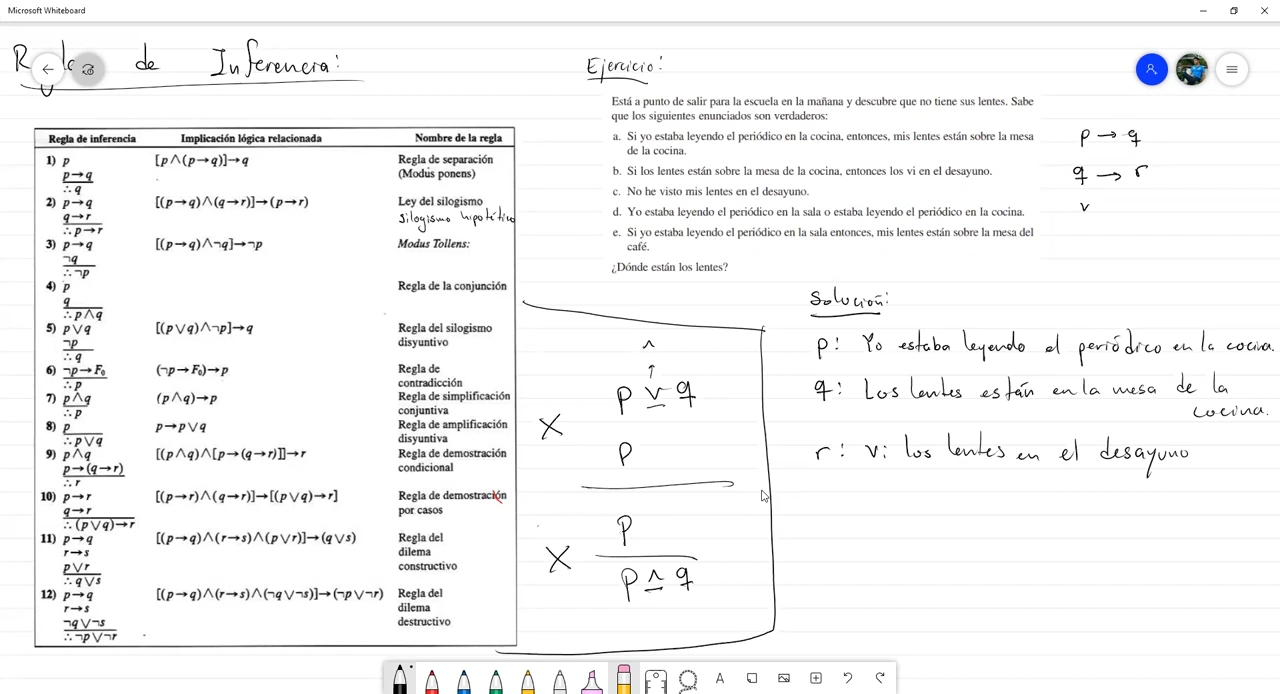 Microsoft Whiteboard
de Inferencia:
Regla de inferencia Implicación lógica relacionada Nombre de la regla
1) p [p∧(p→q)]→q Regla de separación
p→q (Modus ponens)
∴q
2) p→q [(p→q)∧(q→r)]→(p→r) Ley del silogismo
q→r silogismo hipotético
∴p→r
3) p→q [(p→q)∧¬q]→¬p Modus Tollens:
¬q
∴¬p
4) p Regla de la conjunción
q
∴p∧q
5) p∨q [(p∨q)∧¬p]→q Regla del silogismo
¬p disyuntivo
∴q
6) ¬p→F₀ (¬p→F₀)→p Regla de
∴p contradicción
7) p∧q (p∧q)→p Regla de simplificación
∴p conjuntiva
8) p p→p∨q Regla de amplificación
∴p∨q disyuntiva
9) p∧q [(p∧q)∧[p→(q→r)]]→r Regla de demostración
p→(q→r) condicional
∴r
10) p→r [(p→r)∧(q→r)]→[(p∨q)→r] Regla de demostración
q→r por casos
∴(p∨q)→r
11) p→q [(p→q)∧(r→s)∧(p∨r)]→(q∨s) Regla del
r→s dilema
p∨r constructivo
∴q∨s
12) p→q [(p→q)∧(r→s)∧(¬q∨¬s)]→(¬p∨¬r) Regla del
r→s dilema
¬q∨¬s destructivo
∴¬p∨¬r
Ejercicio:
Está a punto de salir para la escuela en la mañana y descubre que no tiene sus lentes. Sabe
que los siguientes enunciados son verdaderos:
a. Si yo estaba leyendo el periódico en la cocina, entonces, mis lentes están sobre la mesa
de la cocina.
b. Si los lentes están sobre la mesa de la cocina, entonces los vi en el desayuno.
c. No he visto mis lentes en el desayuno.
d. Yo estaba leyendo el periódico en la sala o estaba leyendo el periódico en la cocina.
e. Si yo estaba leyendo el periódico en la sala entonces, mis lentes están sobre la mesa del
café.
¿Dónde están los lentes?
p → q
q → r
∧
↑
p ∨ q
X
p
p
X
p ∧ q
Solución:
p: Yo estaba leyendo el periódico en la cocina.
q: Los lentes están en la mesa de la
cocina.
r: vi los lentes en el desayuno
A